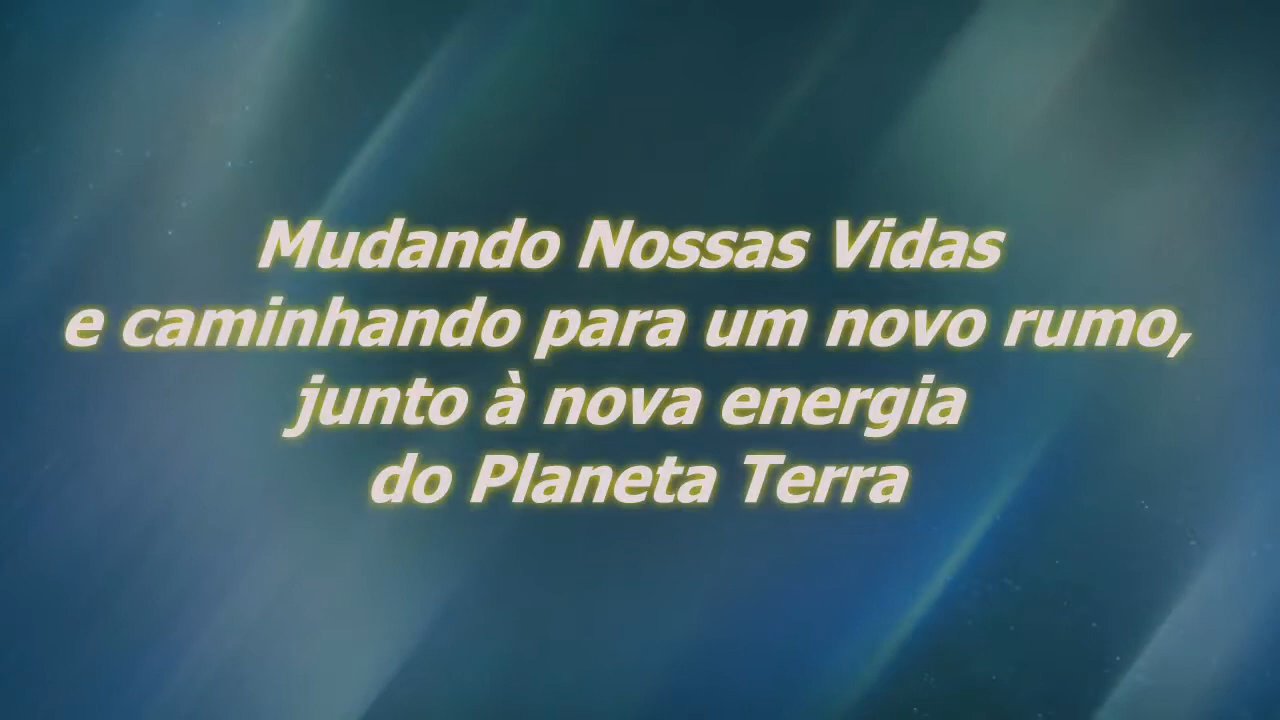 Mudando Nossas Vidas
e caminhando para um novo rumo,
junto à nova energia
do Planeta Terra